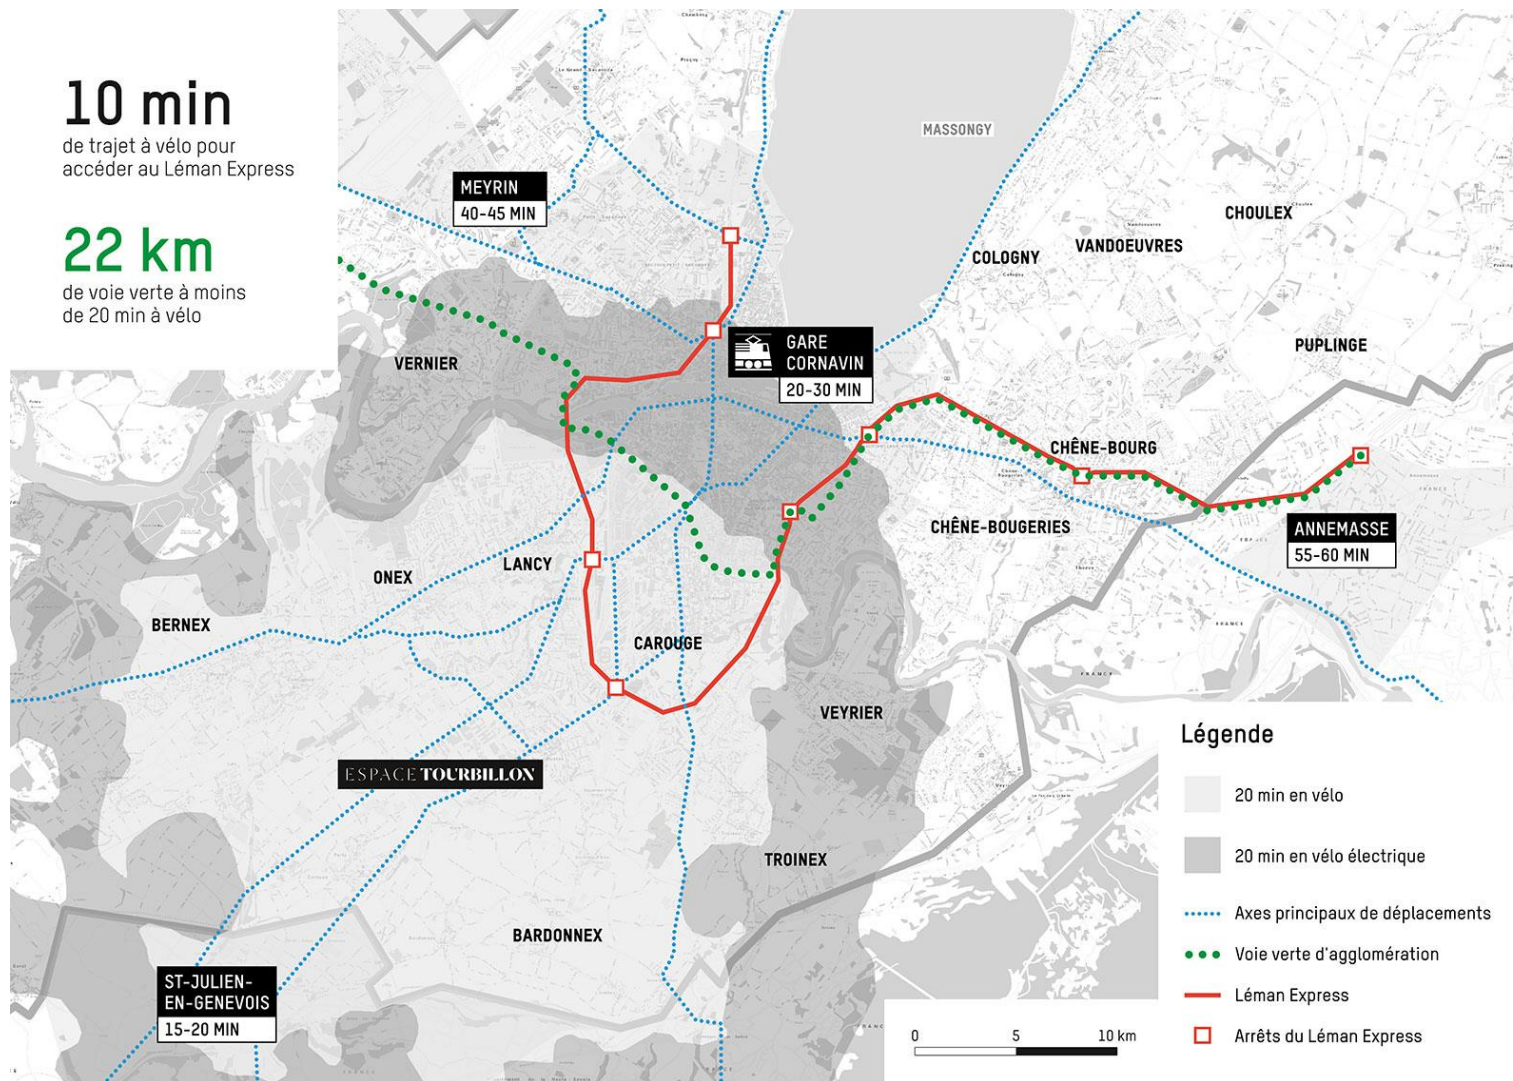 10 min
de trajet à vélo pour
accéder au Léman Express
22 km
de voie verte à moins
de 20 min à vélo
MASSONGY
MEYRIN
40-45 MIN
CHOULEX
VANDOEUVRES
COLOGNY
GARE
CORNAVIN
20-30 MIN
PUPLINGE
VERNIER
CHÊNE-BOURG
CHÊNE-BOUGERIES
ANNEMASSE
55-60 MIN
LANCY
ONEX
BERNEX
CAROUGE
VEYRIER
ESPACE TOURBILLON
TROINEX
BARDONNEX
ST-JULIEN-
EN-GENEVOIS
15-20 MIN
FRANCE
FRANCE
Légende
20 min en vélo
20 min en vélo électrique
Axes principaux de déplacements
Voie verte d'agglomération
Léman Express
Arrêts du Léman Express
0 5 10 km